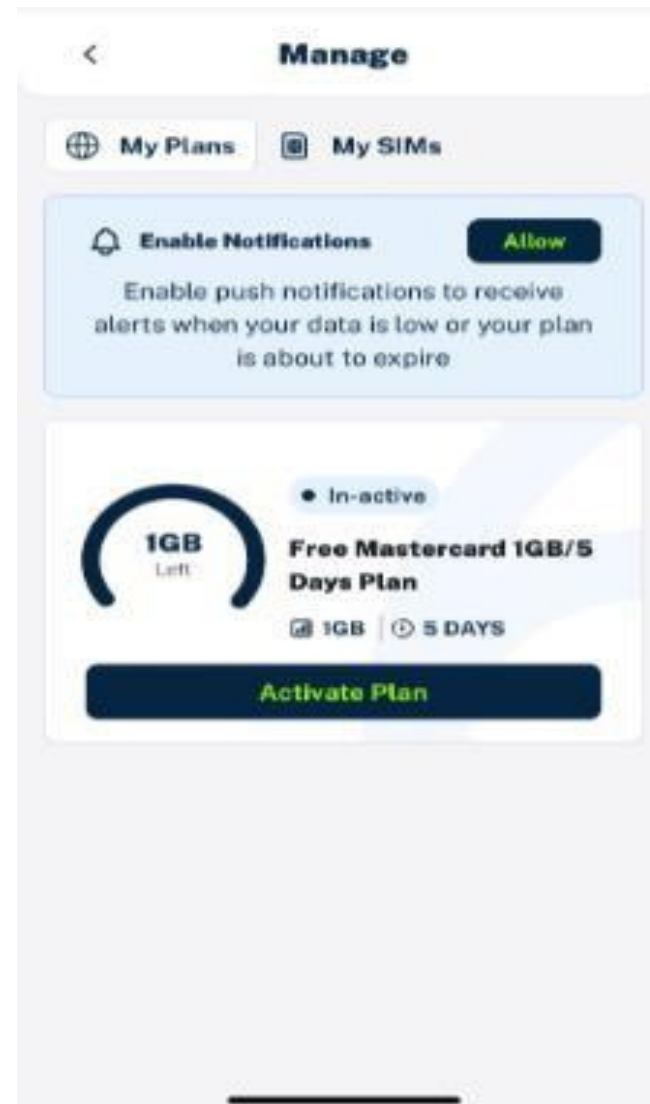 Manage
My Plans My SIMs
Enable Notifications Allow
Enable push notifications to receive
alerts when your data is low or your plan
is about to expire
In-active
1GB
Left
Free Mastercard 1GB/5
Days Plan
1GB 5 DAYS
Activate Plan